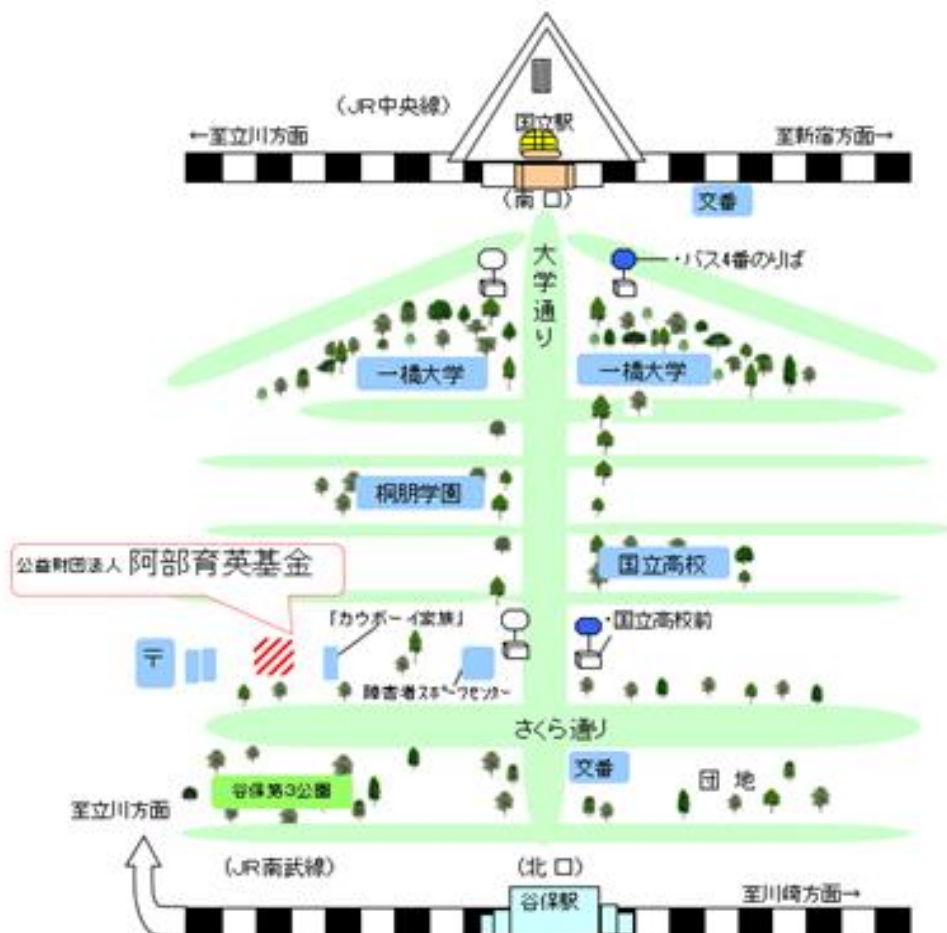 (JR中央線)
国立駅
←至立川方面
至新宿方面→
(南口)
交番
大学通り
・バス4番のりば
一橋大学
一橋大学
桐朋学園
公益財団法人 阿部育英基金
国立高校
「カウボーイ家族」
・国立高校前
〒
障害者スポーツセンター
さくら通り
交番
谷保第3公園
団地
至立川方面
(JR南武線)
(北口)
谷保駅
至川崎方面→